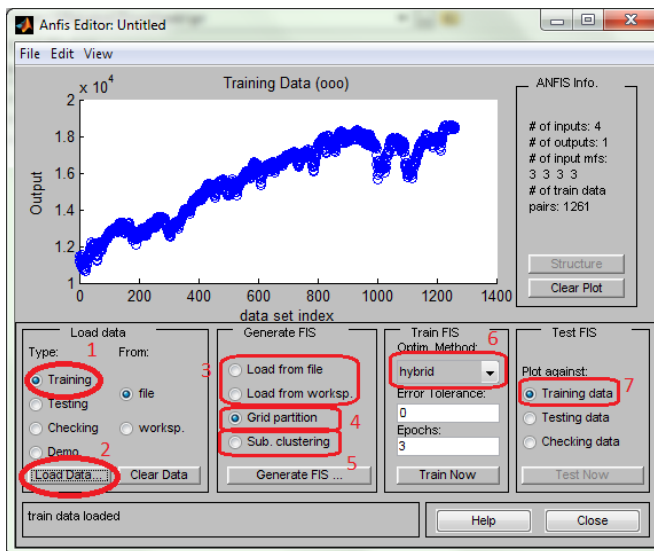 Anfis Editor: Untitled
File Edit View
x 10^4
Training Data (ooo)
2
1.8
1.6
1.4
1.2
1
Output
0 200 400 600 800 1000 1200 1400
data set index
ANFIS Info.
# of inputs: 4
# of outputs: 1
# of input mfs:
3 3 3 3
# of train data
pairs: 1261
Structure
Clear Plot
Load data
Type: 1 From:
Training
Testing
Checking
Demo
file
worksp.
2
Load Data...
Clear Data
Generate FIS
3
Load from file
Load from worksp.
Grid partition
4
Sub. clustering
5
Generate FIS ...
Train FIS
Optim. Method:
6
hybrid
Error Tolerance:
0
Epochs:
3
Train Now
Test FIS
Plot against:
7
Training data
Testing data
Checking data
Test Now
train data loaded
Help
Close